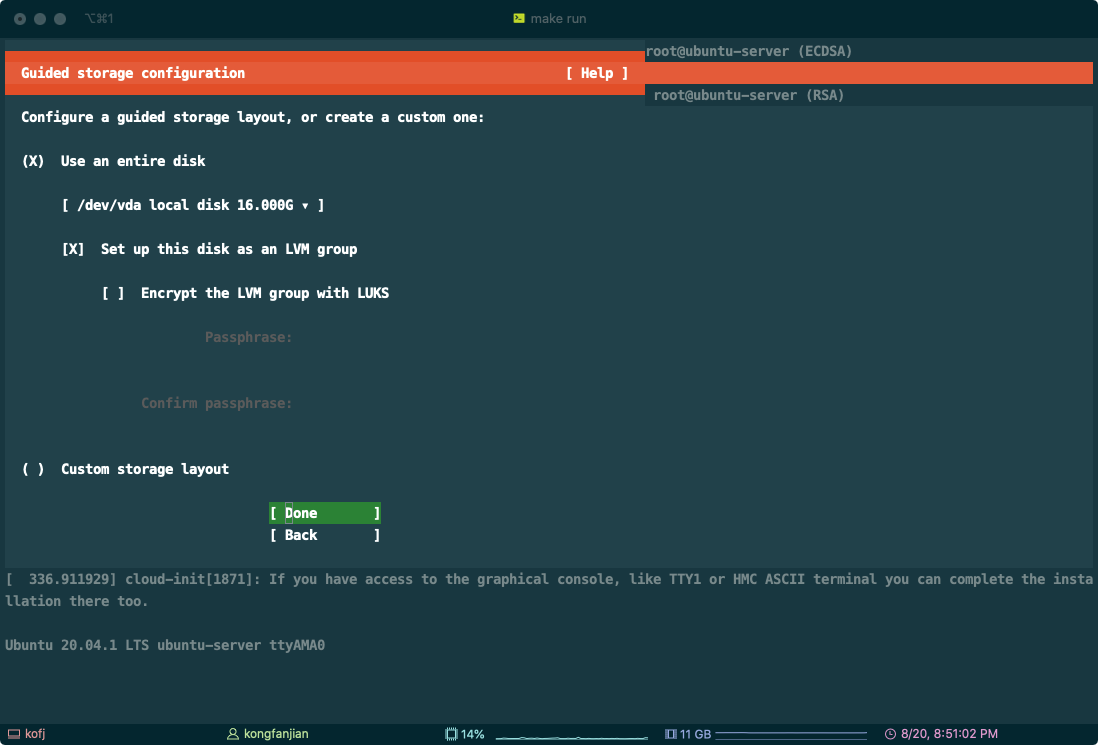 ⌥⌘1 make run
root@ubuntu-server (ECDSA)
Guided storage configuration [ Help ]
root@ubuntu-server (RSA)
Configure a guided storage layout, or create a custom one:
(X) Use an entire disk
[ /dev/vda local disk 16.000G ▾ ]
[X] Set up this disk as an LVM group
[ ] Encrypt the LVM group with LUKS
Passphrase:
Confirm passphrase:
( ) Custom storage layout
[ Done ]
[ Back ]
[ 336.911929] cloud-init[1871]: If you have access to the graphical console, like TTY1 or HMC ASCII terminal you can complete the insta
llation there too.
Ubuntu 20.04.1 LTS ubuntu-server ttyAMA0
kofj kongfanjian 14% 11 GB 8/20, 8:51:02 PM